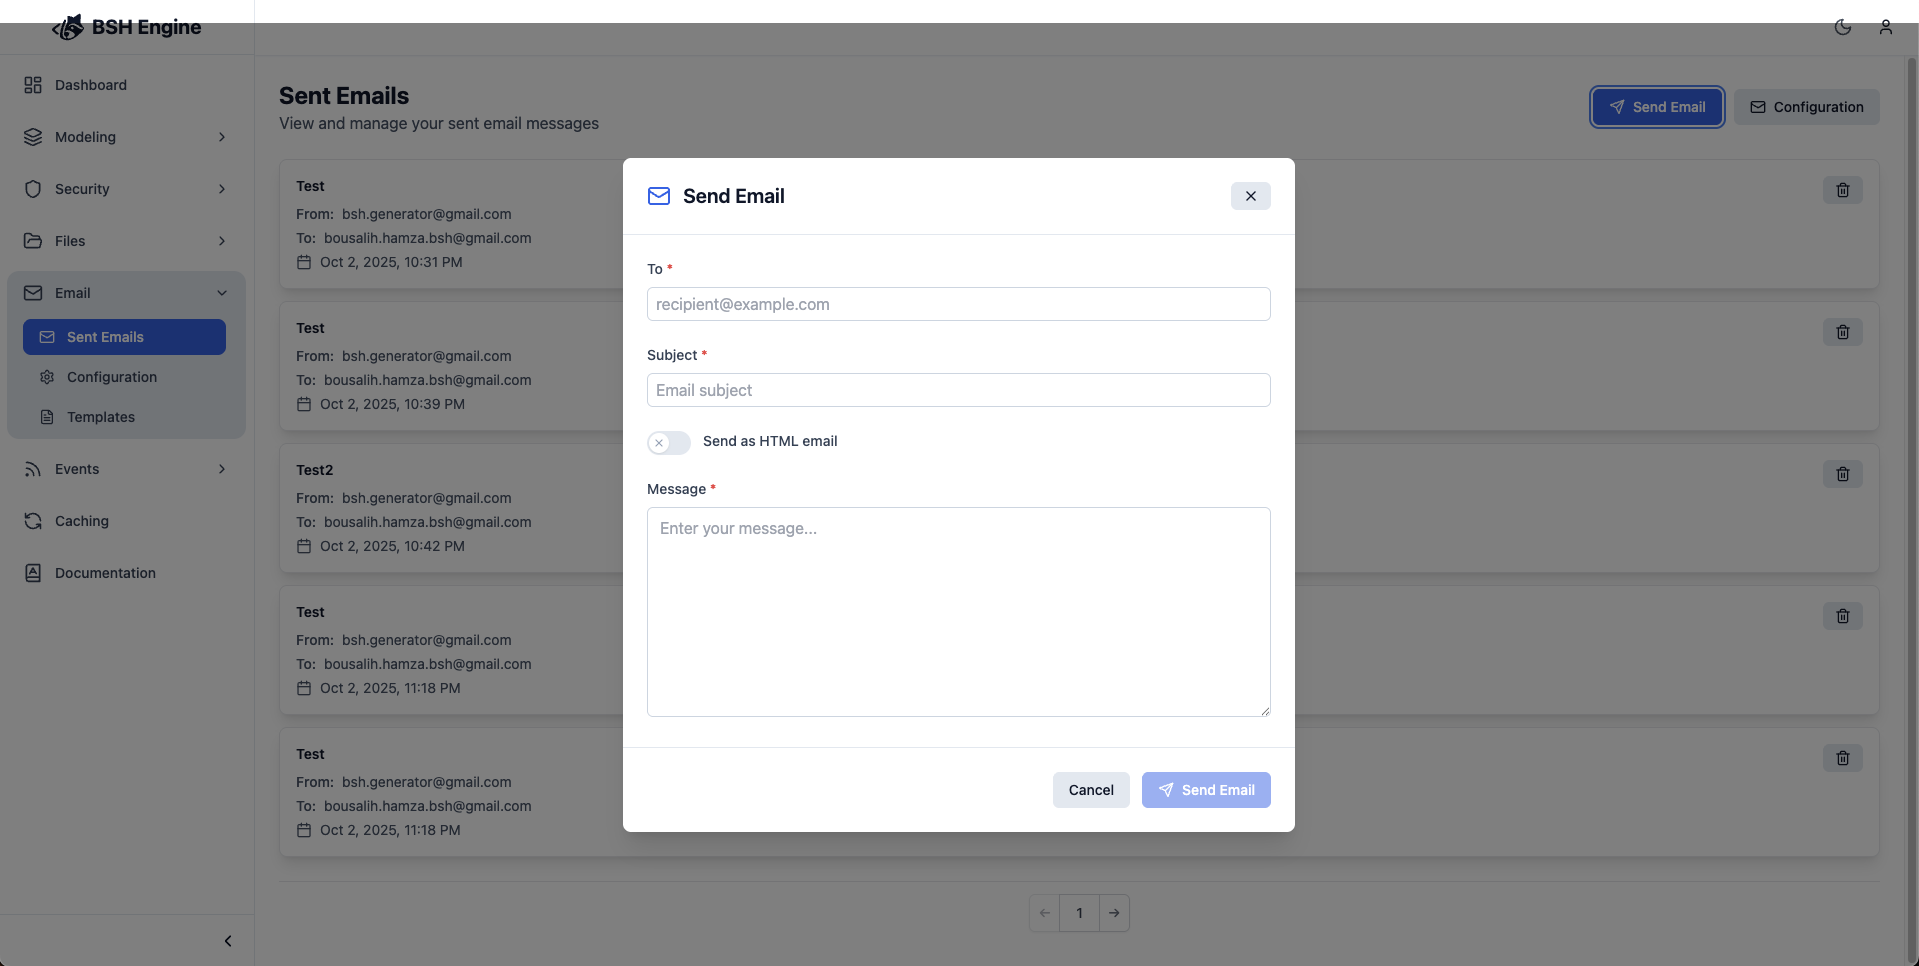 BSH Engine
Dashboard
Modeling
Security
Files
Email
Sent Emails
Configuration
Templates
Events
Caching
Documentation
Sent Emails
View and manage your sent email messages
Send Email
Configuration
Test
From: bsh.generator@gmail.com
To: bousalih.hamza.bsh@gmail.com
Oct 2, 2025, 10:31 PM
Test
From: bsh.generator@gmail.com
To: bousalih.hamza.bsh@gmail.com
Oct 2, 2025, 10:39 PM
Test2
From: bsh.generator@gmail.com
To: bousalih.hamza.bsh@gmail.com
Oct 2, 2025, 10:42 PM
Test
From: bsh.generator@gmail.com
To: bousalih.hamza.bsh@gmail.com
Oct 2, 2025, 11:18 PM
Test
From: bsh.generator@gmail.com
To: bousalih.hamza.bsh@gmail.com
Oct 2, 2025, 11:18 PM
1
Send Email
To *
recipient@example.com
Subject *
Email subject
Send as HTML email
Message *
Enter your message...
Cancel
Send Email